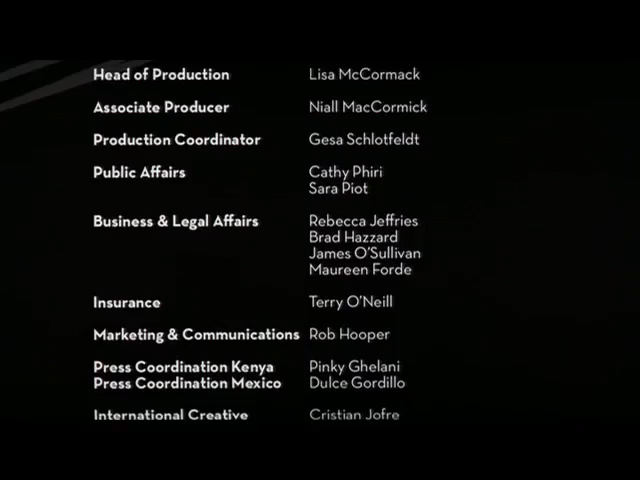 Head of Production Lisa McCormack
Associate Producer Niall MacCormick
Production Coordinator Gesa Schlotfeldt
Public Affairs Cathy Phiri
Sara Piot
Business & Legal Affairs Rebecca Jeffries
Brad Hazzard
James O'Sullivan
Maureen Forde
Insurance Terry O'Neill
Marketing & Communications Rob Hooper
Press Coordination Kenya Pinky Ghelani
Press Coordination Mexico Dulce Gordillo
International Creative Cristian Jofre